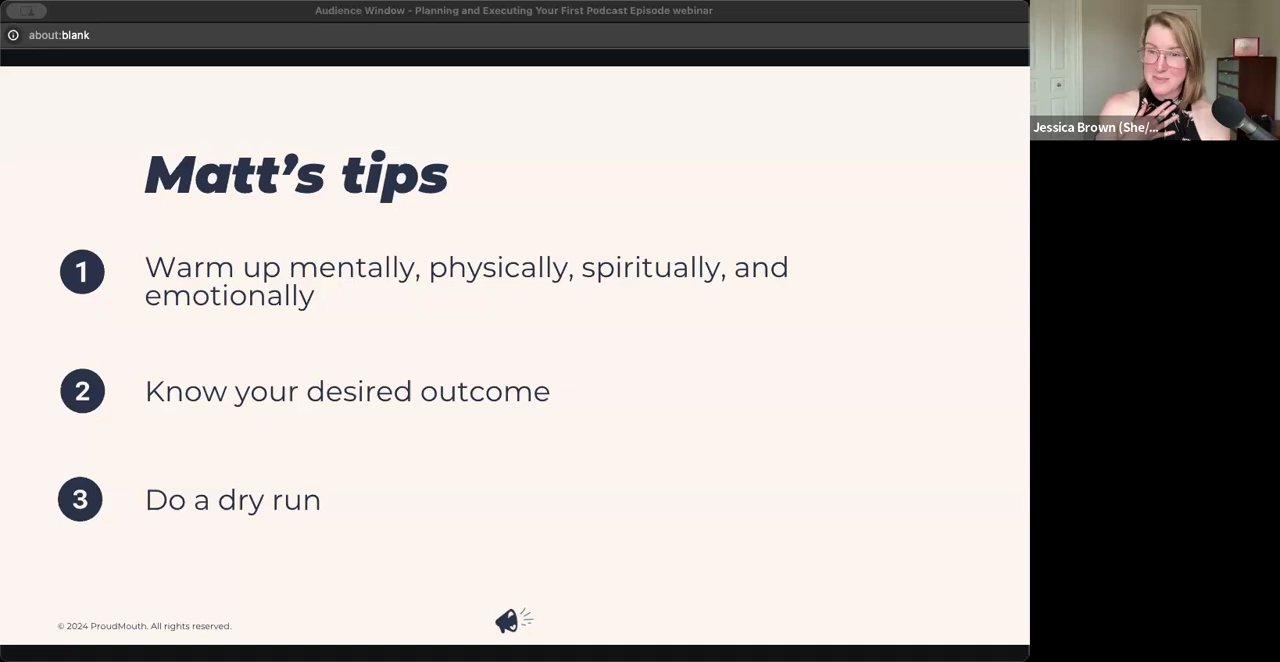 Audience Window - Planning and Executing Your First Podcast Episode webinar
about:blank
Matt's tips
1 Warm up mentally, physically, spiritually, and
emotionally
2 Know your desired outcome
3 Do a dry run
© 2024 ProudMouth. All rights reserved.
Jessica Brown (She/...